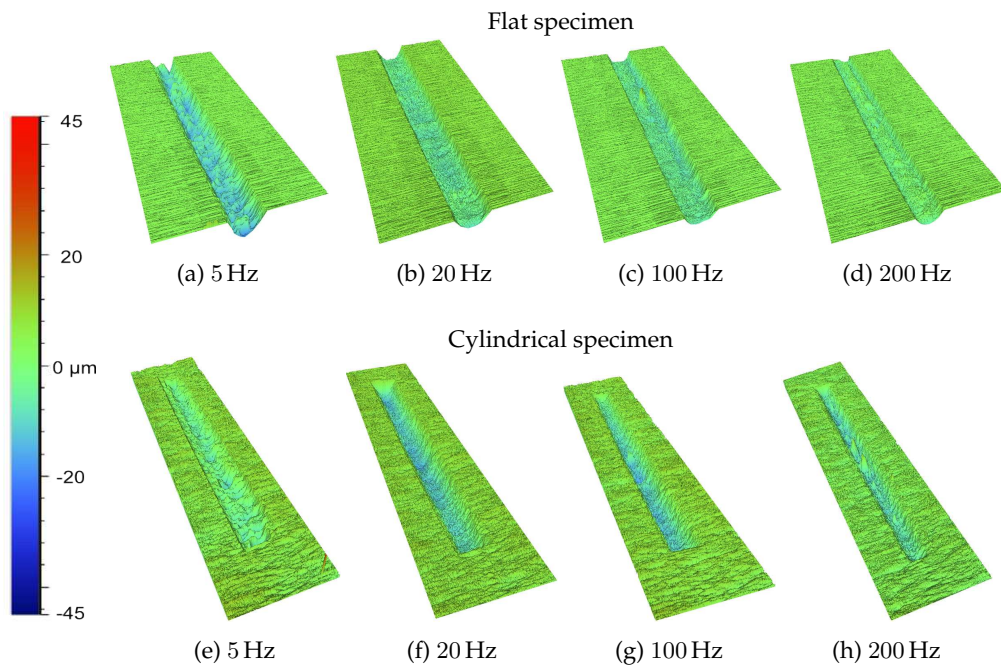 Flat specimen
45
20
0 µm
-20
-45
(a) 5 Hz
(b) 20 Hz
(c) 100 Hz
(d) 200 Hz
Cylindrical specimen
(e) 5 Hz
(f) 20 Hz
(g) 100 Hz
(h) 200 Hz